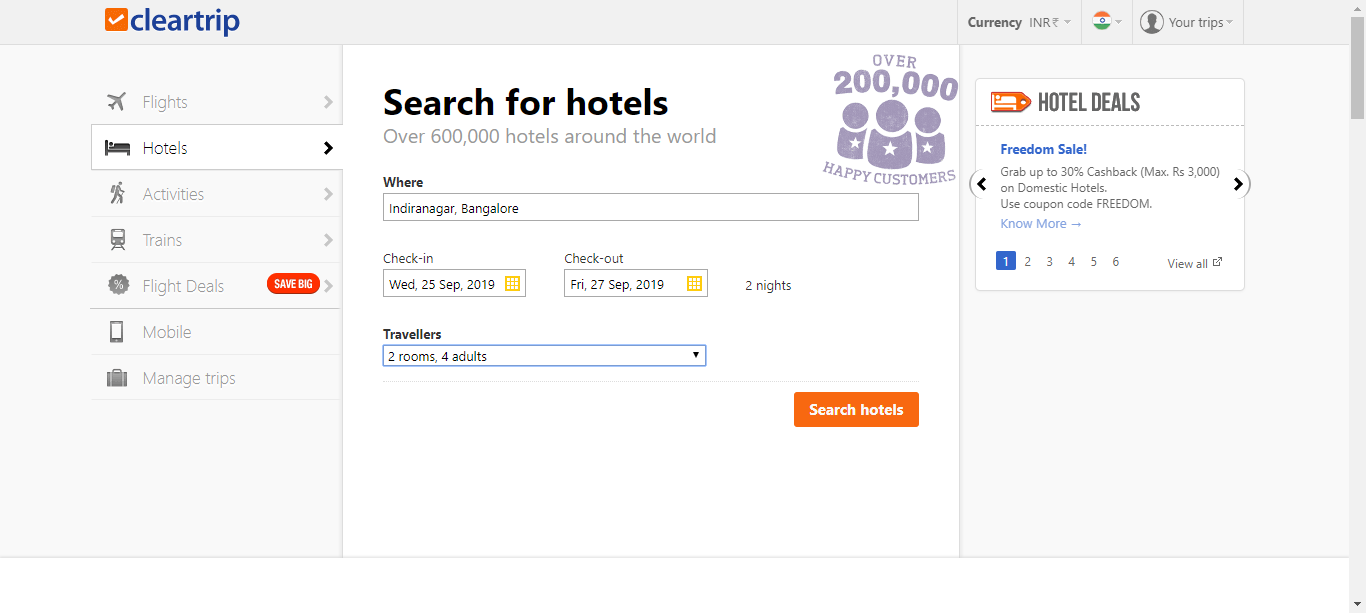 cleartrip
Currency INR₹
Your trips
Flights
Hotels
Activities
Trains
%
Flight Deals SAVE BIG
Mobile
Manage trips
Search for hotels
Over 600,000 hotels around the world
OVER
200,000
HAPPY CUSTOMERS
Where
Indiranagar, Bangalore
Check-in Check-out
Wed, 25 Sep, 2019 Fri, 27 Sep, 2019 2 nights
Travellers
2 rooms, 4 adults
Search hotels
HOTEL DEALS
Freedom Sale!
Grab up to 30% Cashback (Max. Rs 3,000)
on Domestic Hotels.
Use coupon code FREEDOM.
Know More →
1 2 3 4 5 6 View all